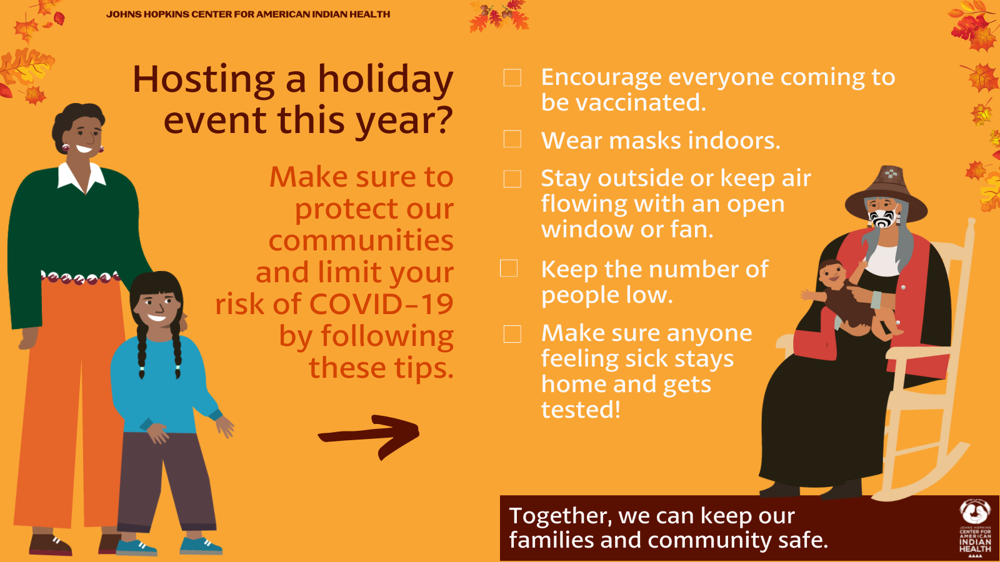 JOHNS HOPKINS CENTER FOR AMERICAN INDIAN HEALTH
Hosting a holiday
event this year?
Make sure to
protect our
communities
and limit your
risk of COVID-19
by following
these tips.
Encourage everyone coming to
be vaccinated.
Wear masks indoors.
Stay outside or keep air
flowing with an open
window or fan.
Keep the number of
people low.
Make sure anyone
feeling sick stays
home and gets
tested!
Together, we can keep our
families and community safe.
JOHNS HOPKINS
CENTER FOR
AMERICAN
INDIAN
HEALTH